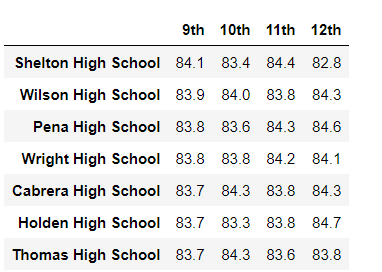 9th 10th 11th 12th
Shelton High School 84.1 83.4 84.4 82.8
Wilson High School 83.9 84.0 83.8 84.3
Pena High School 83.8 83.6 84.3 84.6
Wright High School 83.8 83.8 84.2 84.1
Cabrera High School 83.7 84.3 83.8 84.3
Holden High School 83.7 83.3 83.8 84.7
Thomas High School 83.7 84.3 83.6 83.8